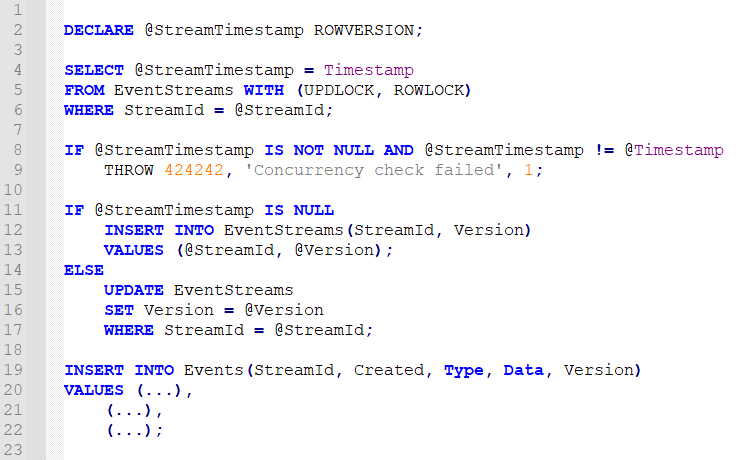 1
2 DECLARE @StreamTimestamp ROWVERSION;
3
4 SELECT @StreamTimestamp = Timestamp
5 FROM EventStreams WITH (UPDLOCK, ROWLOCK)
6 WHERE StreamId = @StreamId;
7
8 IF @StreamTimestamp IS NOT NULL AND @StreamTimestamp != @Timestamp
9     THROW 424242, 'Concurrency check failed', 1;
10
11 IF @StreamTimestamp IS NULL
12     INSERT INTO EventStreams(StreamId, Version)
13     VALUES (@StreamId, @Version);
14 ELSE
15     UPDATE EventStreams
16     SET Version = @Version
17     WHERE StreamId = @StreamId;
18
19 INSERT INTO Events(StreamId, Created, Type, Data, Version)
20 VALUES (...),
21     (...),
22     (...);
23